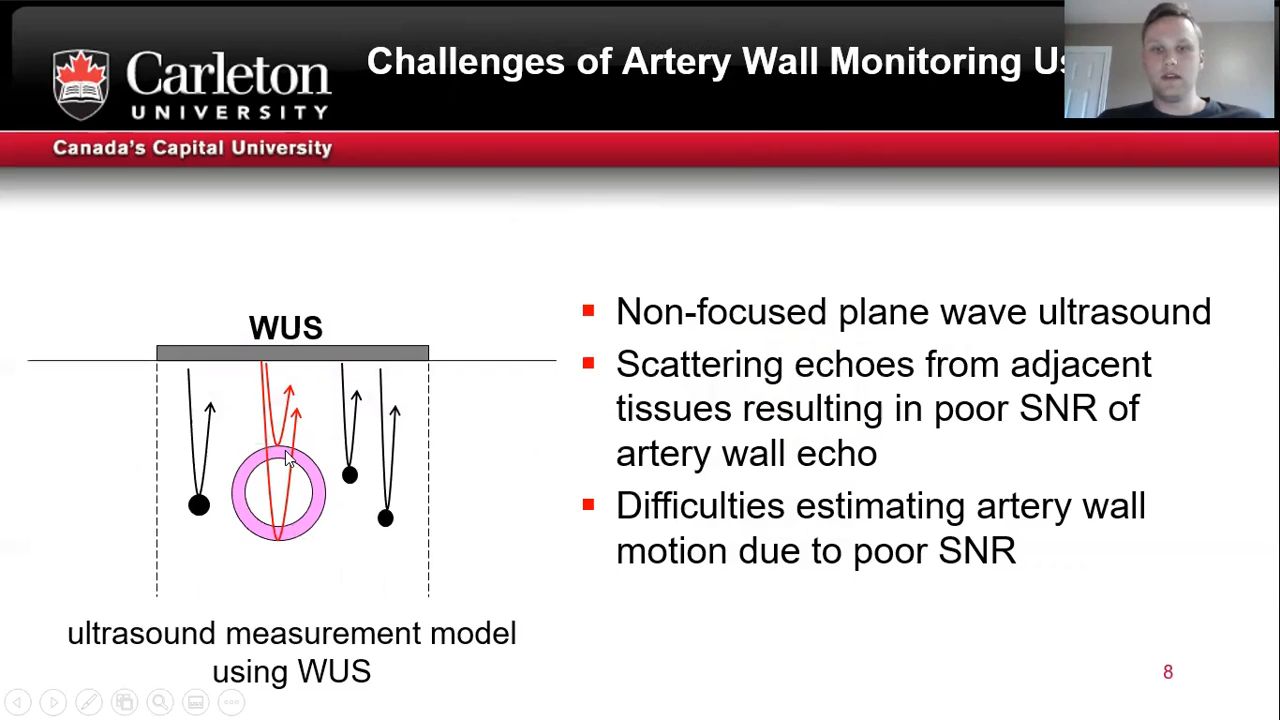 Challenges of Artery Wall Monitoring
Carleton
UNIVERSITY
Canada's Capital University
WUS
ultrasound measurement model
using WUS
▪ Non-focused plane wave ultrasound
▪ Scattering echoes from adjacent
tissues resulting in poor SNR of
artery wall echo
▪ Difficulties estimating artery wall
motion due to poor SNR
8